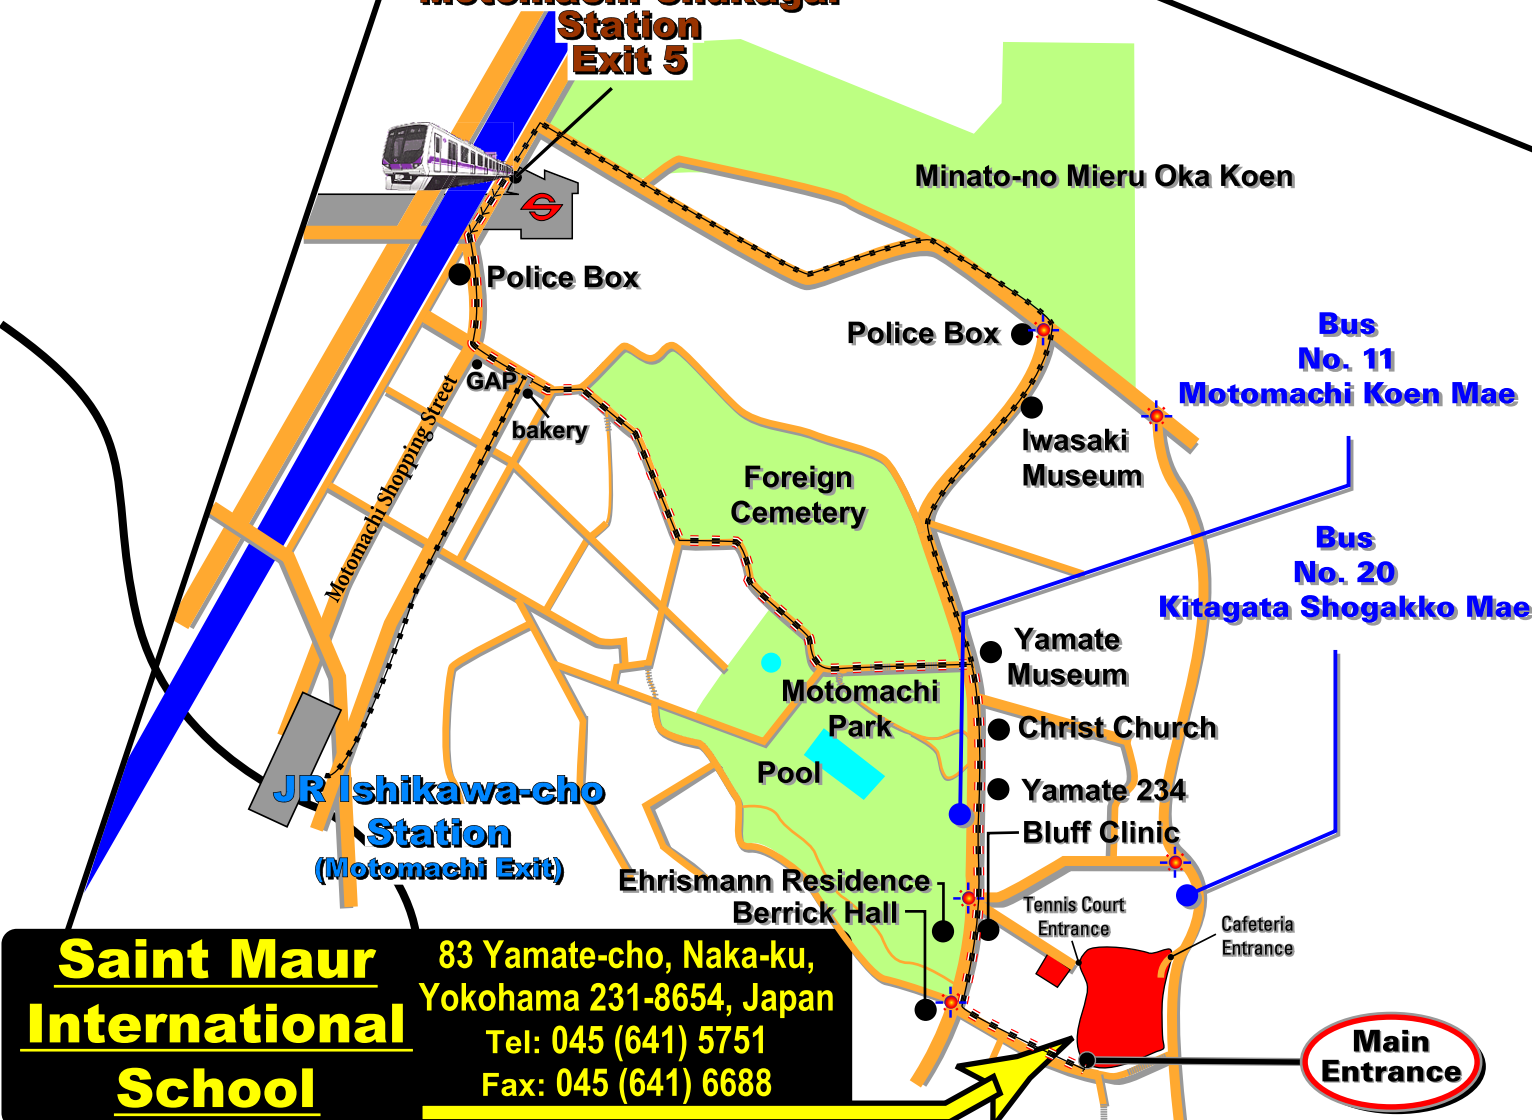 Motomachi Chukagai
Station
Exit 5
Minato-no Mieru Oka Koen
Police Box
Police Box
Bus
No. 11
Motomachi Koen Mae
GAP
bakery
Motomachi Shopping Street
Iwasaki
Museum
Foreign
Cemetery
Bus
No. 20
Kitagata Shogakko Mae
Yamate
Museum
Motomachi
Park
Christ Church
Pool
Yamate 234
JR Ishikawa-cho
Station
(Motomachi Exit)
Bluff Clinic
Ehrismann Residence
Berrick Hall
Tennis Court
Entrance
Cafeteria
Entrance
Saint Maur
International
School
83 Yamate-cho, Naka-ku,
Yokohama 231-8654, Japan
Tel: 045 (641) 5751
Fax: 045 (641) 6688
Main
Entrance